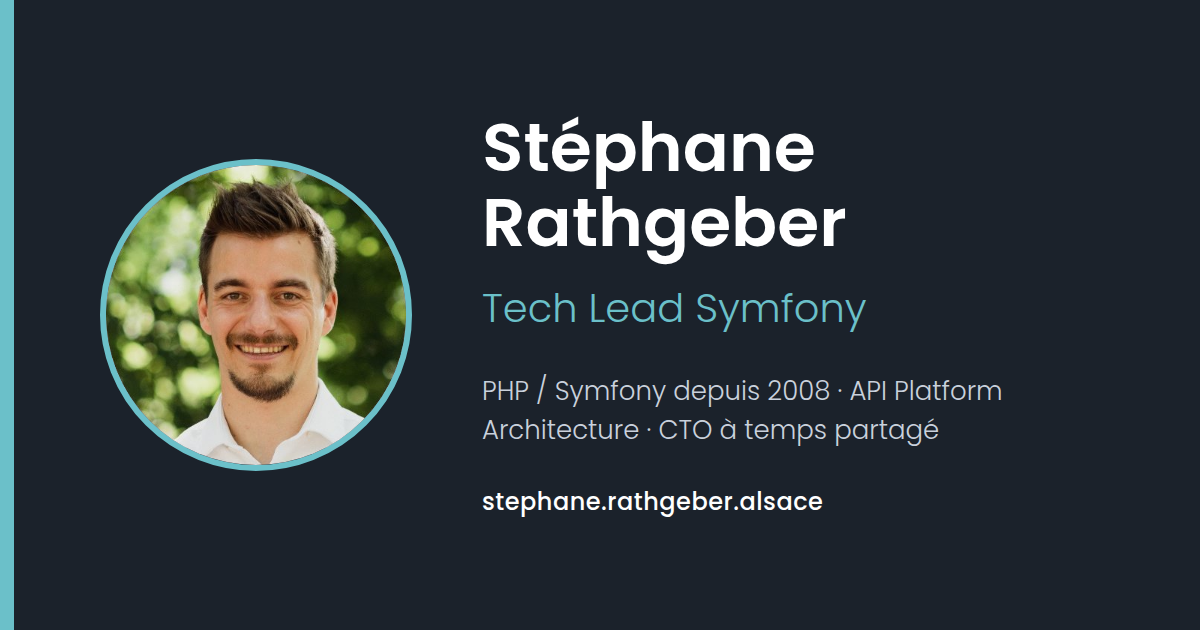 Stéphane
Rathgeber
Tech Lead Symfony
PHP / Symfony depuis 2008 · API Platform
Architecture · CTO à temps partagé
stephane.rathgeber.alsace